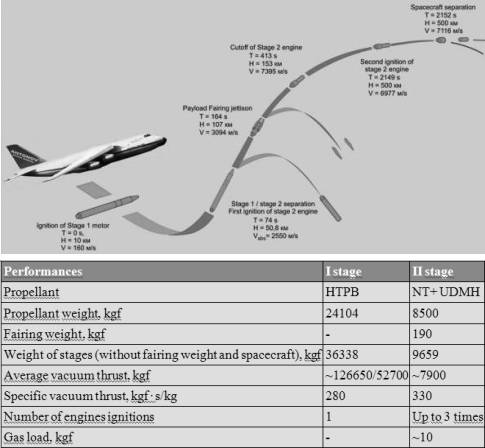 Spacecraft separation
T = 2152 s
H = 500 км
V = 7116 м/s
Cutoff of Stage 2 engine
T = 413 s
H = 153 км
V = 7395 м/s
Second ignition of
stage 2 engine
T = 2149 s
H = 500 км
V = 6977 м/s
Payload Fairing jettison
T = 164 s
H = 107 км
V = 3094 м/s
ANTONOV
Stage 1 / stage 2 separation
First ignition of stage 2 engine
T = 74 s
H = 50,8 км
Vabs= 2550 м/s
Ignition of Stage 1 motor
T = 0 s,
H = 10 км
V = 160 м/s
Performances I stage II stage
Propellant HTPB NT+ UDMH
Propellant weight, kgf 24104 8500
Fairing weight, kgf - 190
Weight of stages (without fairing weight and spacecraft), kgf 36338 9659
Average vacuum thrust, kgf ~126650/52700 ~7900
Specific vacuum thrust, kgf· s/kg 280 330
Number of engines ignitions 1 Up to 3 times
Gas load, kgf - ~10